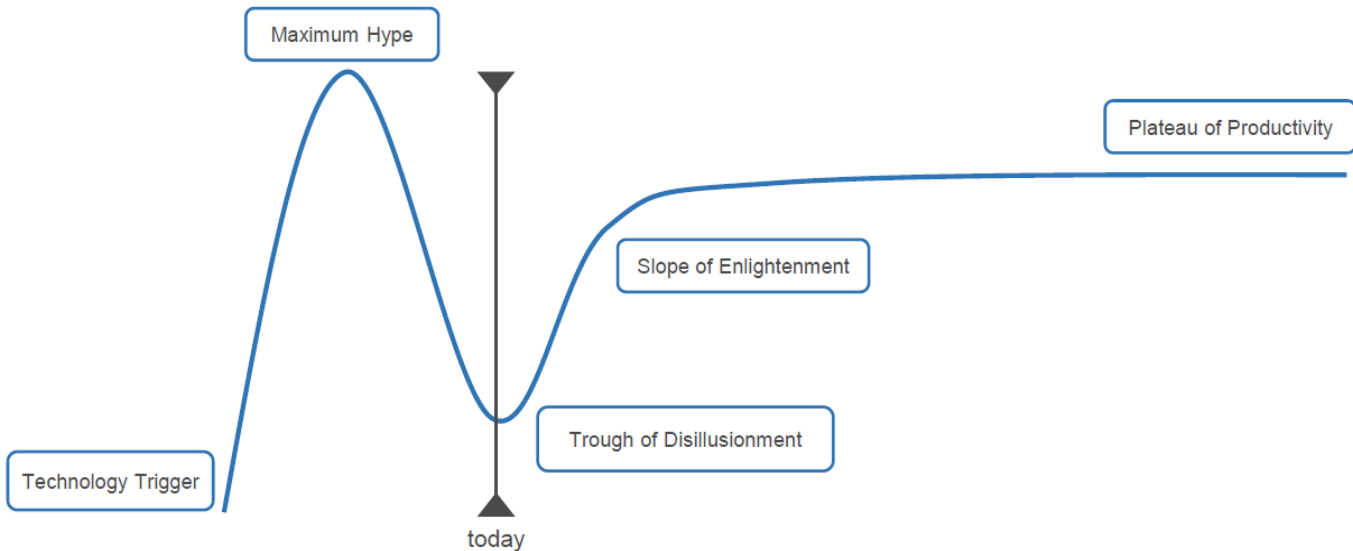 Maximum Hype
Plateau of Productivity
Slope of Enlightenment
Trough of Disillusionment
Technology Trigger
today